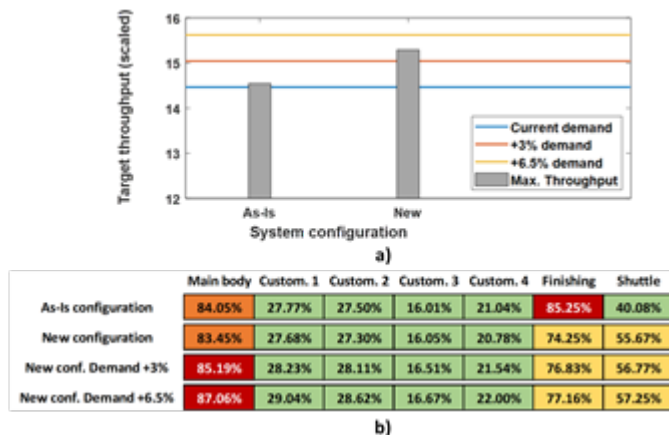 Target throughput (scaled)
16
15
14
13
12
Current demand
+3% demand
+6.5% demand
Max. Throughput
As-Is New
System configuration
a)
Main body Custom. 1 Custom. 2 Custom. 3 Custom. 4 Finishing Shuttle
As-Is configuration 84.05% 27.77% 27.50% 16.01% 21.04% 85.25% 40.08%
New configuration 83.45% 27.68% 27.30% 16.05% 20.78% 74.25% 55.67%
New conf. Demand +3% 85.19% 28.23% 28.11% 16.51% 21.54% 76.83% 56.77%
New conf. Demand +6.5% 87.06% 29.04% 28.62% 16.67% 22.00% 77.16% 57.25%
b)